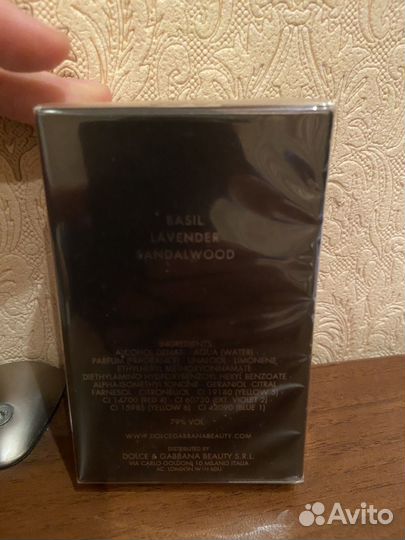 BASIL
LAVENDER
SANDALWOOD
INGREDIENTS:
ALCOHOL DENAT. · AQUA (WATER) ·
PARFUM (FRAGRANCE) · LINALOOL · LIMONENE
ETHYLHEXYL METHOXYCINNAMATE
DIETHYLAMINO HYDROXYBENZOYL HEXYL BENZOATE ·
ALPHA-ISOMETHYL IONONE · GERANIOL · CITRAL
FARNESOL · CITRONELLOL · CI 19140 (YELLOW 5) ·
CI 14700 (RED 4) · CI 60730 (EXT. VIOLET 2)
CI 15985 (YELLOW 6) · CI 42090 (BLUE 1)
79% VOL.
WWW.DOLCEGABBANABEAUTY.COM
DISTRIBUTED BY
DOLCE & GABBANA BEAUTY S.R.L.
VIA CARLO GOLDONI 10 MILANO ITALIA
AC. LONDON W1H 6DU
Avito